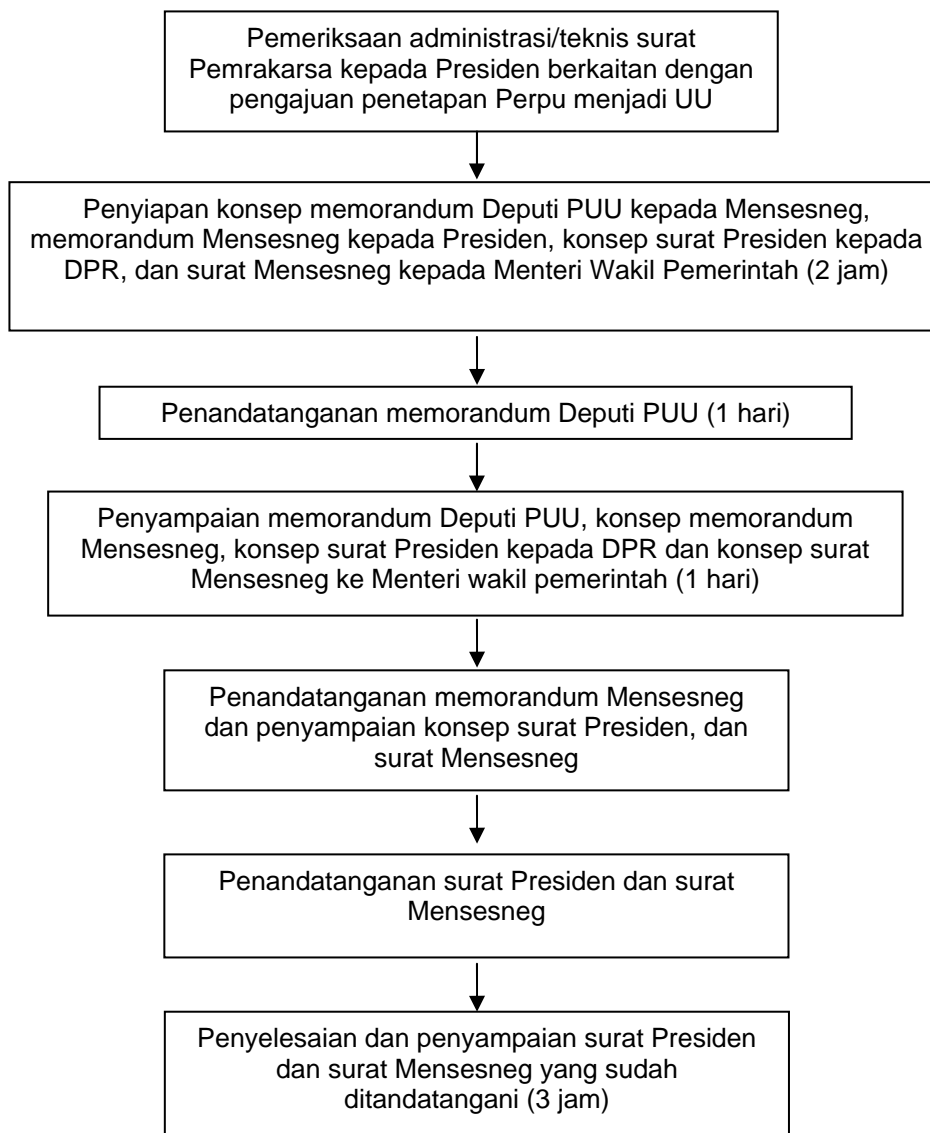 Pemeriksaan administrasi/teknis surat
Pemrakarsa kepada Presiden berkaitan dengan
pengajuan penetapan Perpu menjadi UU
Penyiapan konsep memorandum Deputi PUU kepada Mensesneg,
memorandum Mensesneg kepada Presiden, konsep surat Presiden kepada
DPR, dan surat Mensesneg kepada Menteri Wakil Pemerintah (2 jam)
Penandatanganan memorandum Deputi PUU (1 hari)
Penyampaian memorandum Deputi PUU, konsep memorandum
Mensesneg, konsep surat Presiden kepada DPR dan konsep surat
Mensesneg ke Menteri wakil pemerintah (1 hari)
Penandatanganan memorandum Mensesneg
dan penyampaian konsep surat Presiden, dan
surat Mensesneg
Penandatanganan surat Presiden dan surat
Mensesneg
Penyelesaian dan penyampaian surat Presiden
dan surat Mensesneg yang sudah
ditandatangani (3 jam)